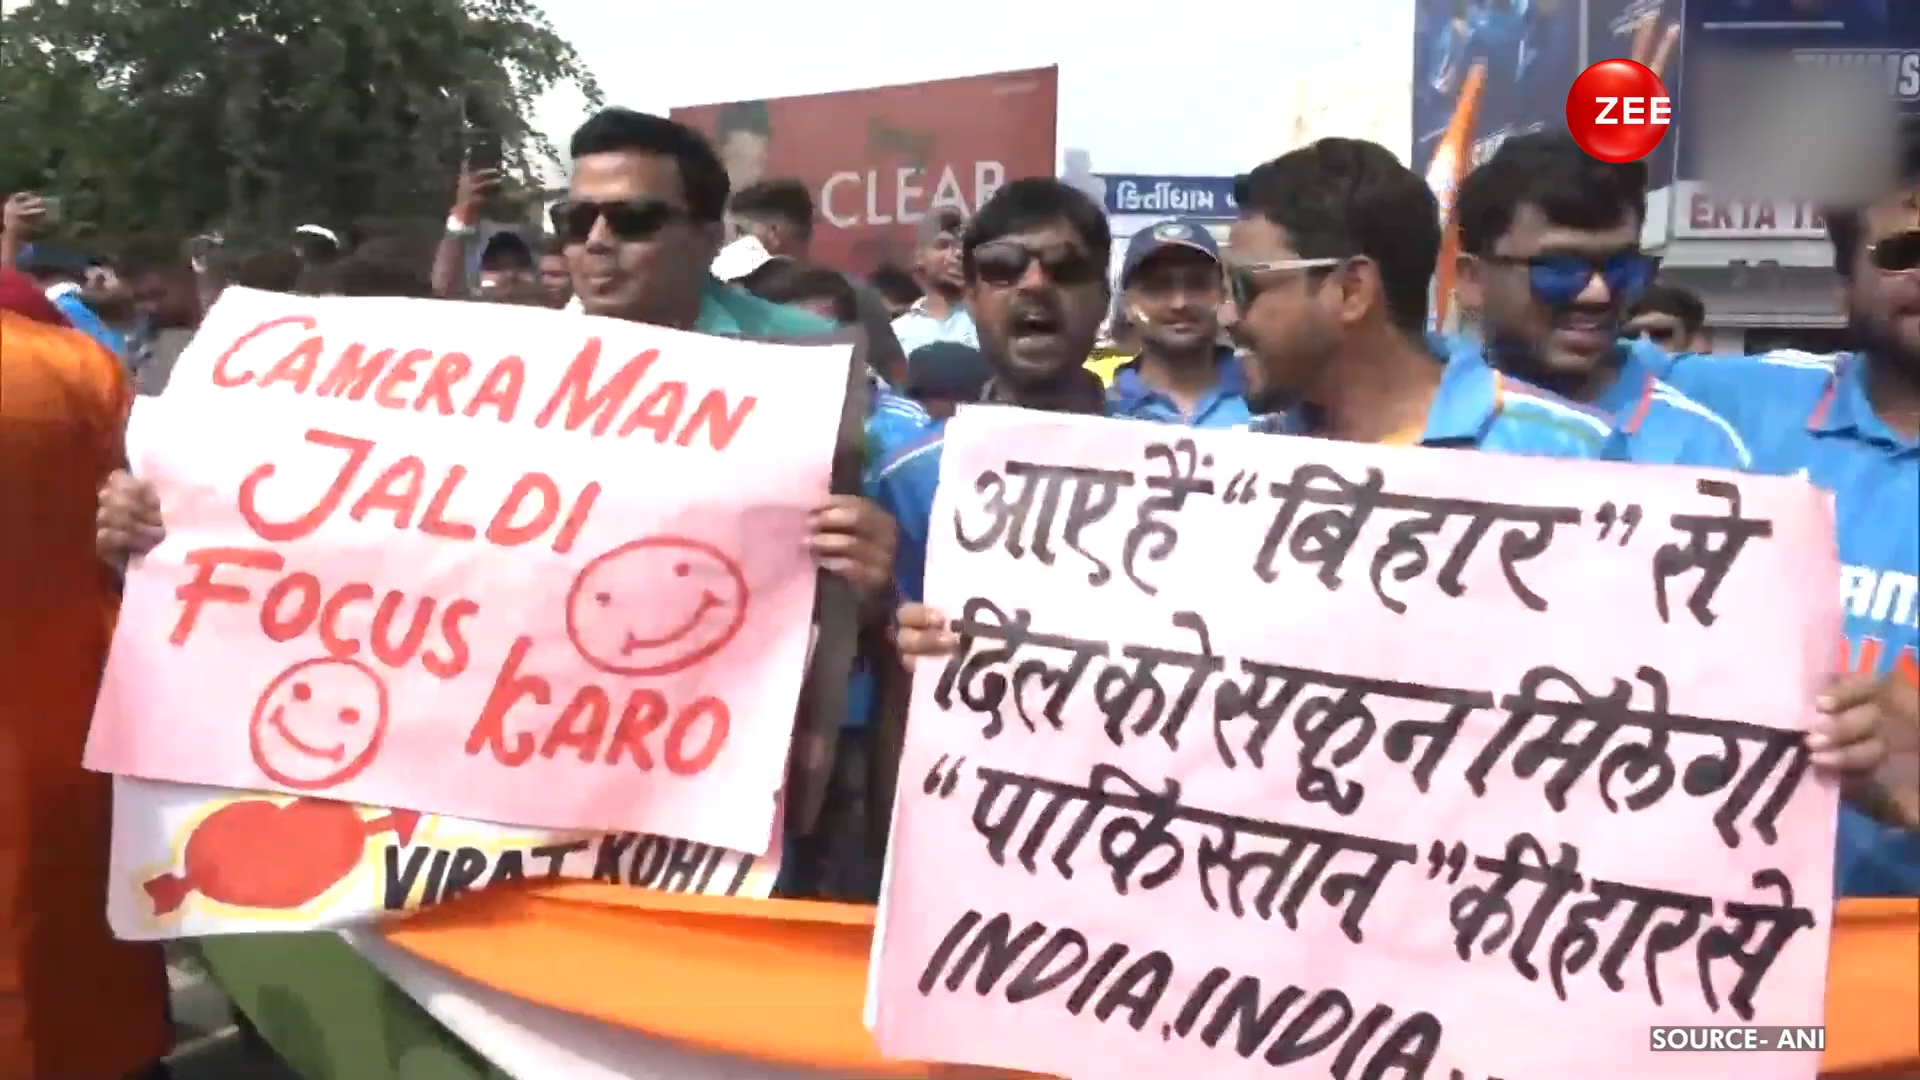 ZEE
CLEAR
કિર્તીધામ
EKTA
CAMERA MAN
JALDI
FOCUS KARO
VIRAT KOHLI
आए हैं “बिहार” से
दिल को सकून मिलेगा
“पाकिस्तान” की हार से
INDIA, INDIA
SOURCE- ANI